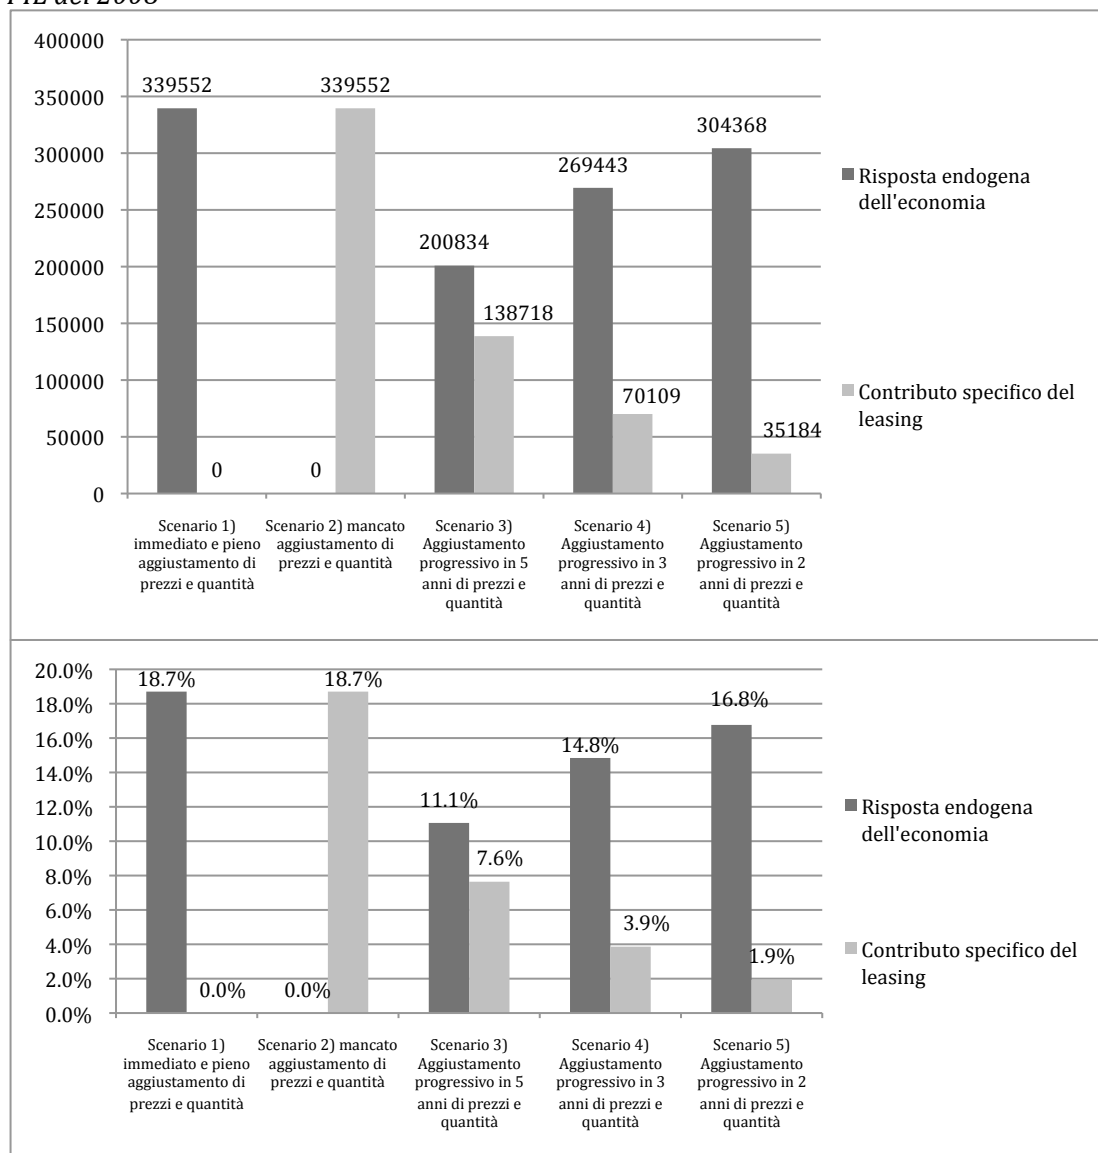 400000
339552
339552
350000
304368
300000
269443
Risposta endogena
dell'economia
250000
200834
200000
138718
150000
100000
70109
Contributo specifico del
leasing
50000
35184
0
0
0
Scenario 1)
immediato e pieno
aggiustamento di
prezzi e quantità
Scenario 2) mancato
aggiustamento di
prezzi e quantità
Scenario 3)
Aggiustamento
progressivo in 5
anni di prezzi e
quantità
Scenario 4)
Aggiustamento
progressivo in 3
anni di prezzi e
quantità
Scenario 5)
Aggiustamento
progressivo in 2
anni di prezzi e
quantità
20.0%
18.7%
18.7%
18.0%
16.8%
16.0%
14.8%
14.0%
12.0%
11.1%
Risposta endogena
dell'economia
10.0%
8.0%
7.6%
6.0%
4.0%
3.9%
Contributo specifico del
leasing
2.0%
1.9%
0.0%
0.0%
0.0%
Scenario 1)
immediato e pieno
aggiustamento di
prezzi e quantità
Scenario 2) mancato
aggiustamento di
prezzi e quantità
Scenario 3)
Aggiustamento
progressivo in 5
anni di prezzi e
quantità
Scenario 4)
Aggiustamento
progressivo in 3
anni di prezzi e
quantità
Scenario 5)
Aggiustamento
progressivo in 2
anni di prezzi e
quantità